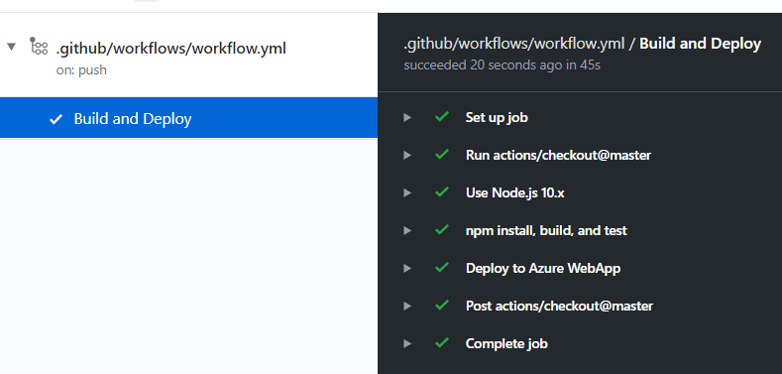 .github/workflows/workflow.yml
on: push
Build and Deploy
.github/workflows/workflow.yml / Build and Deploy
succeeded 20 seconds ago in 45s
Set up job
Run actions/checkout@master
Use Node.js 10.x
npm install, build, and test
Deploy to Azure WebApp
Post actions/checkout@master
Complete job